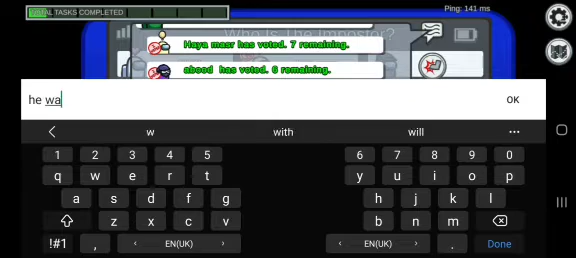 TOTAL TASKS COMPLETED
Ping: 141 ms
Who Is The Impostor?
Haya masr has voted. 7 remaining.
abood has voted. 6 remaining.
he wa
OK
w with will
1 2 3 4 5 6 7 8 9 0
q w e r t y u i o p
a s d f g h j k l
z x c v b n m
!#1 , EN(UK) EN(UK) . Done